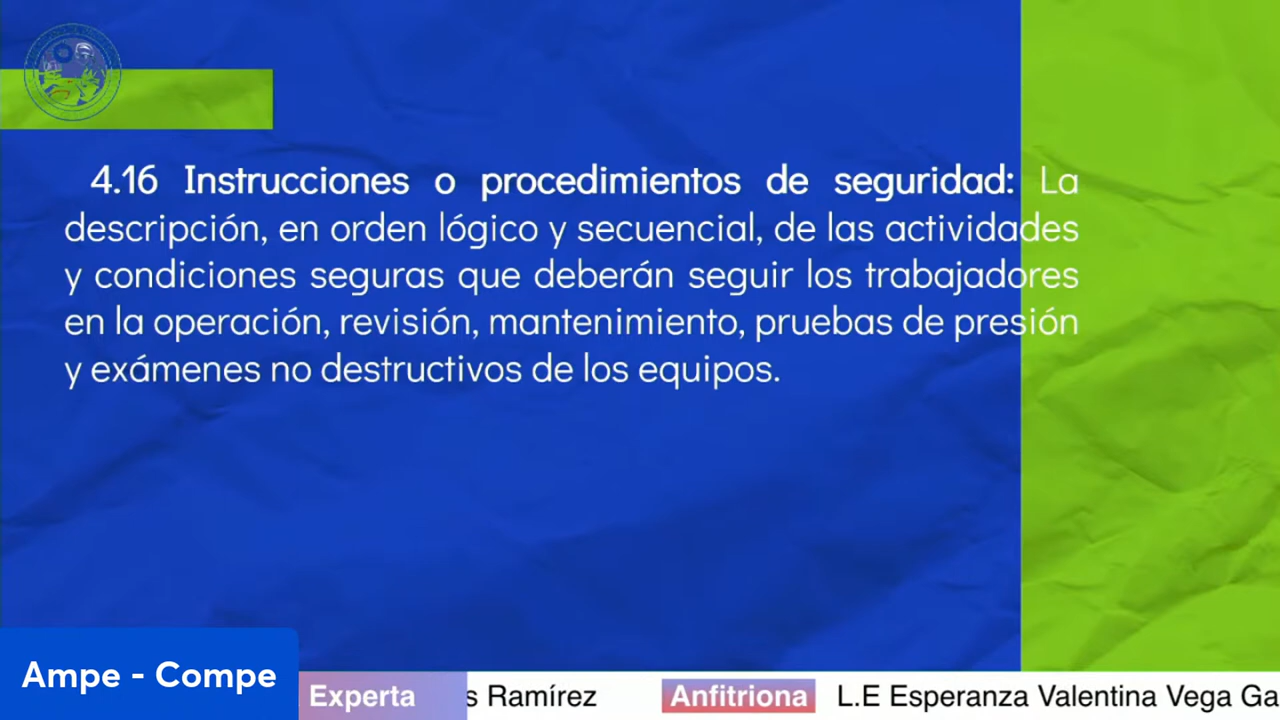 4.16 Instrucciones o procedimientos de seguridad: La
descripción, en orden lógico y secuencial, de las actividades
y condiciones seguras que deberán seguir los trabajadores
en la operación, revisión, mantenimiento, pruebas de presión
y exámenes no destructivos de los equipos.
Ampe - Compe
Experta
s Ramírez
Anfitriona
L.E Esperanza Valentina Vega Ga